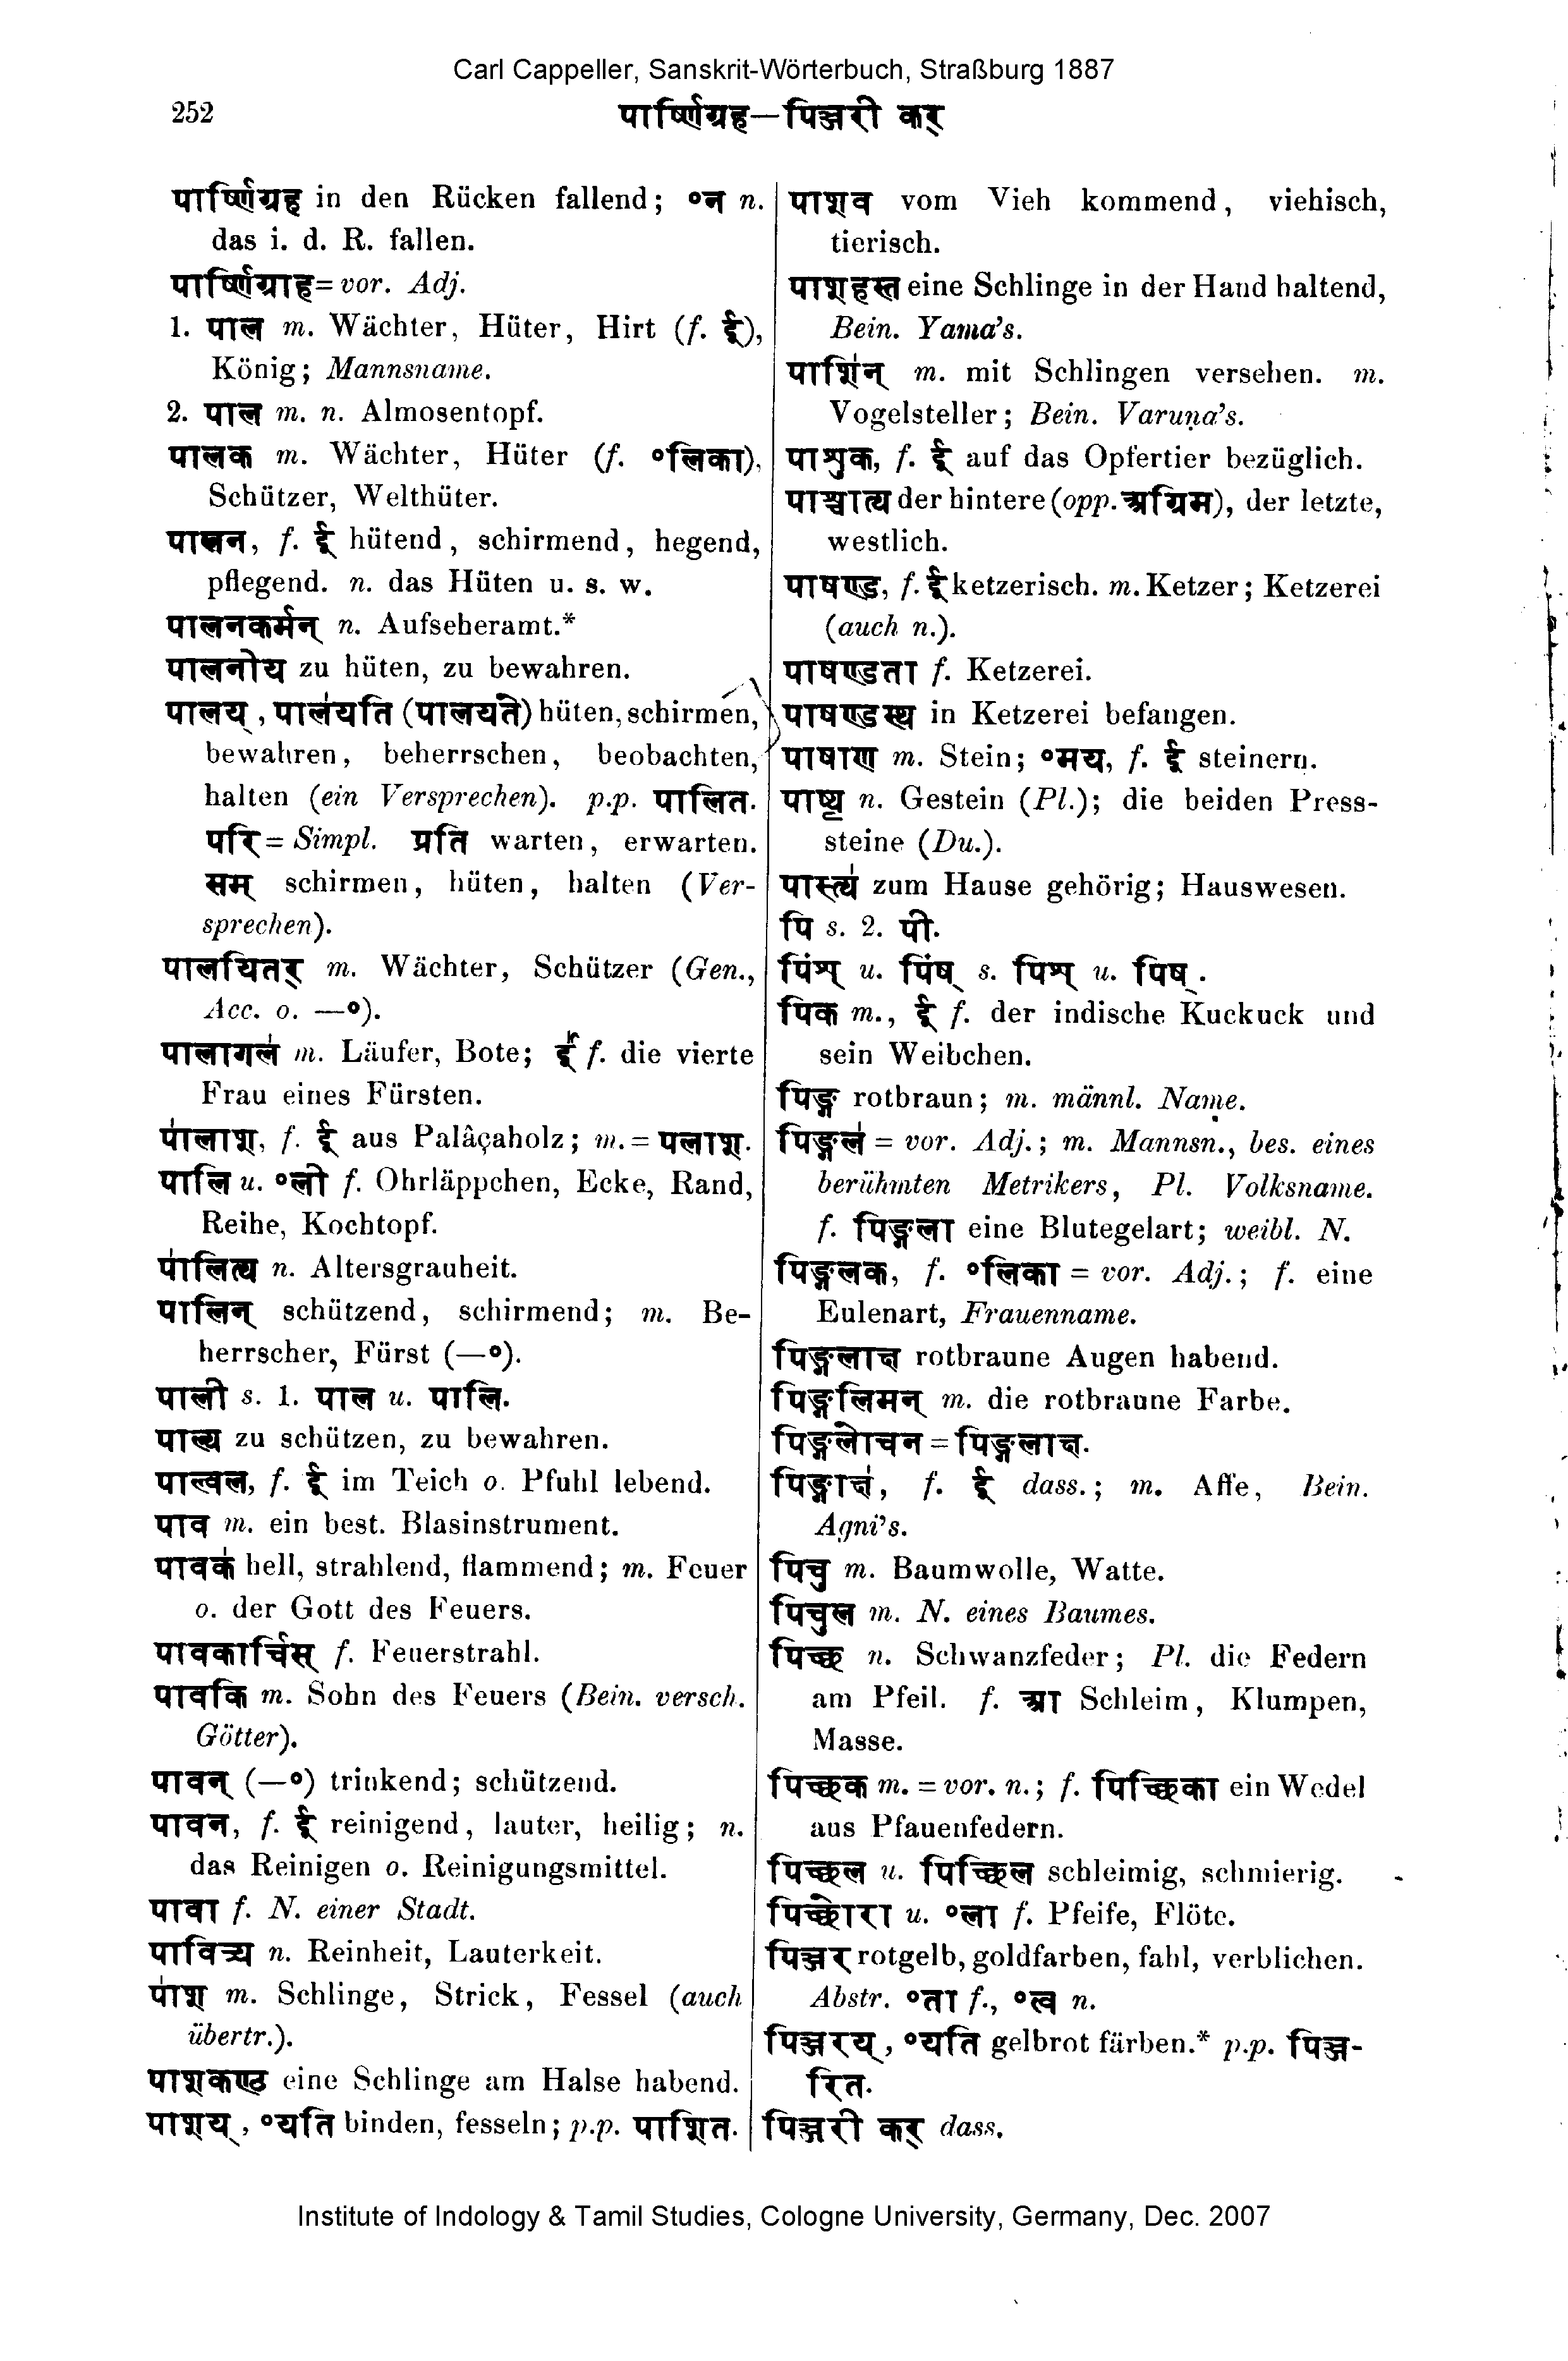 Carl Cappeller, Sanskrit-Wörterbuch, Straßburg 1887
252
पार्ष्णिग्रह—पिञ्जरी कर्
पार्ष्णिग्रह in den Rücken fallend; °न n.
das i. d. R. fallen.
पार्ष्णिग्राह = vor. Adj.
1. पाल m. Wächter, Hüter, Hirt (f. ई),
König; Mannsname.
2. पाल m. n. Almosentopf.
पालक m. Wächter, Hüter (f. °लिका),
Schützer, Welthüter.
पालन, f. ई hütend, schirmend, hegend,
pflegend. n. das Hüten u. s. w.
पालनकर्मन् n. Aufseheramt.*
पालनीय zu hüten, zu bewahren.
पालय्, पाल॑यति (पालयते) hüten, schirmen,
bewahren, beherrschen, beobachten,
halten (ein Versprechen). p.p. पालित.
परि = Simpl. प्रति warten, erwarten.
सम् schirmen, hüten, halten (Ver-
sprechen).
पालयितर् m. Wächter, Schützer (Gen.,
Acc. o. —°).
पालागल॑ m. Läufer, Bote; ई॑ f. die vierte
Frau eines Fürsten.
पा॑लाश, f. ई aus Palâçaholz; m. = पलाश.
पालि u. °ली f. Ohrläppchen, Ecke, Rand,
Reihe, Kochtopf.
पा॑लित्य n. Altersgrauheit.
पालिन् schützend, schirmend; m. Be-
herrscher, Fürst (—°).
पाली s. 1. पाल u. पालि.
पाल्य zu schützen, zu bewahren.
पाल्वल, f. ई im Teich o. Pfuhl lebend.
पाव m. ein best. Blasinstrument.
पावक॑ hell, strahlend, flammend; m. Feuer
o. der Gott des Feuers.
पावकार्चिस् f. Feuerstrahl.
पावकि m. Sohn des Feuers (Bein. versch.
Götter).
पावन् (—°) trinkend; schützend.
पावन, f. ई reinigend, lauter, heilig; n.
das Reinigen o. Reinigungsmittel.
पावा f. N. einer Stadt.
पावित्र्य n. Reinheit, Lauterkeit.
पा॑श m. Schlinge, Strick, Fessel (auch
übertr.).
पाशकण्ठ eine Schlinge am Halse habend.
पाशय्, °यति binden, fesseln; p.p. पाशित.
पाशव vom Vieh kommend, viehisch,
tierisch.
पाशहस्त eine Schlinge in der Hand haltend,
Bein. Yama's.
पाशि॑न् m. mit Schlingen versehen. m.
Vogelsteller; Bein. Varuṇa's.
पाशुक, f. ई auf das Opfertier bezüglich.
पाश्चात्य der hintere (opp. अग्रिम), der letzte,
westlich.
पाषण्ड, f. ई ketzerisch. m. Ketzer; Ketzerei
(auch n.).
पाषण्डता f. Ketzerei.
पाषण्डस्थ in Ketzerei befangen.
पाषाण m. Stein; °मय, f. ई steinern.
पाष्य n. Gestein (Pl.); die beiden Press-
steine (Du.).
पास्त्य॑ zum Hause gehörig; Hauswesen.
पि s. 2. पी.
पिंश् u. पिंष् s. पिश् u. पिष्.
पिक m., ई f. der indische Kuckuck und
sein Weibchen.
पिङ्ग rotbraun; m. männl. Name.
पिङ्गल॑ = vor. Adj.; m. Mannsn., bes. eines
berühmten Metrikers, Pl. Volksname.
f. पिङ्गला eine Blutegelart; weibl. N.
पिङ्गलक, f. °लिका = vor. Adj.; f. eine
Eulenart, Frauenname.
पिङ्गलाक्ष rotbraune Augen habend.
पिङ्गलिमन् m. die rotbraune Farbe.
पिङ्गलोचन = पिङ्गलाक्ष.
पिङ्गाक्ष॑, f. ई dass.; m. Affe, Bein.
Agni's.
पिचु m. Baumwolle, Watte.
पिचुल m. N. eines Baumes.
पिच्छ n. Schwanzfeder; Pl. die Federn
am Pfeil. f. आ Schleim, Klumpen,
Masse.
पिच्छक m. = vor. n.; f. पिच्छिका ein Wedel
aus Pfauenfedern.
पिच्छल u. पिच्छिल schleimig, schmierig.
पिच्छोरा u. °ला f. Pfeife, Flöte.
पिञ्जर rotgelb, goldfarben, fahl, verblichen.
Abstr. °ता f., °त्व n.
पिञ्जरय्, °यति gelbrot färben.* p.p. पिञ्ज-
रित.
पिञ्जरी कर् dass.
Institute of Indology & Tamil Studies, Cologne University, Germany, Dec. 2007